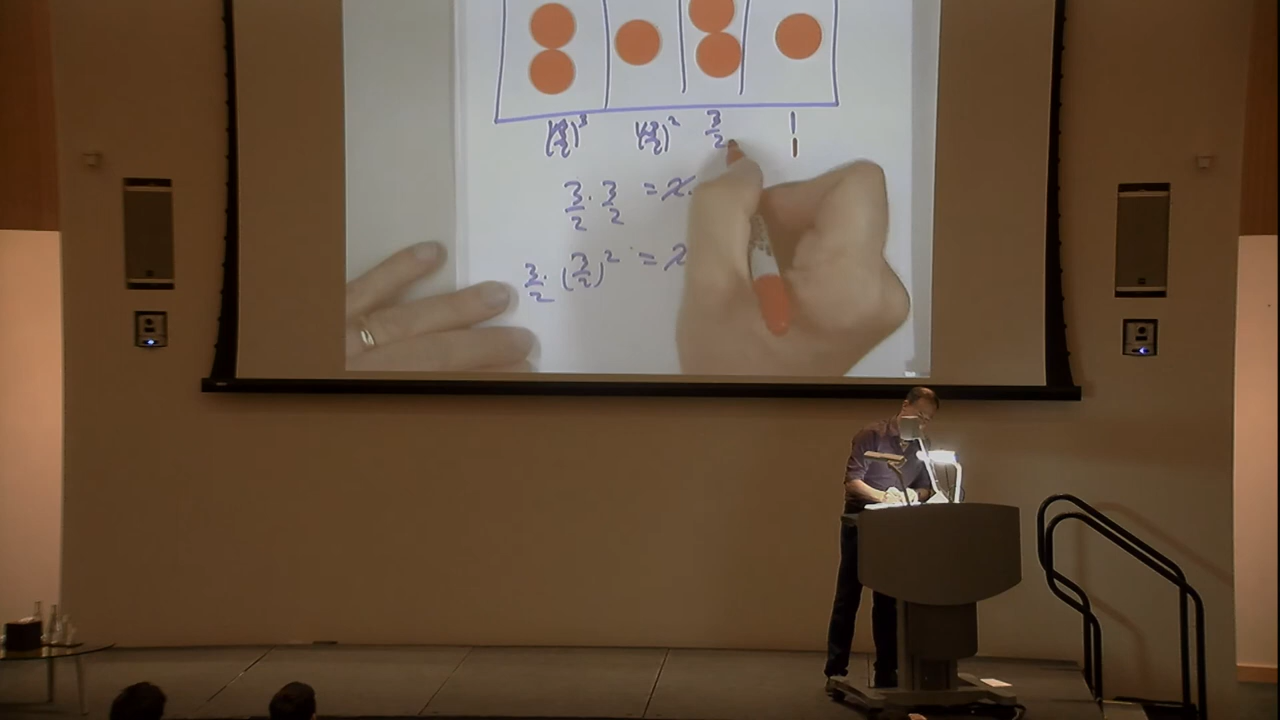 (3/2)³ (3/2)² 3/2 1
3/2 · 3/2 = x
3/2 · (3/2)² = x